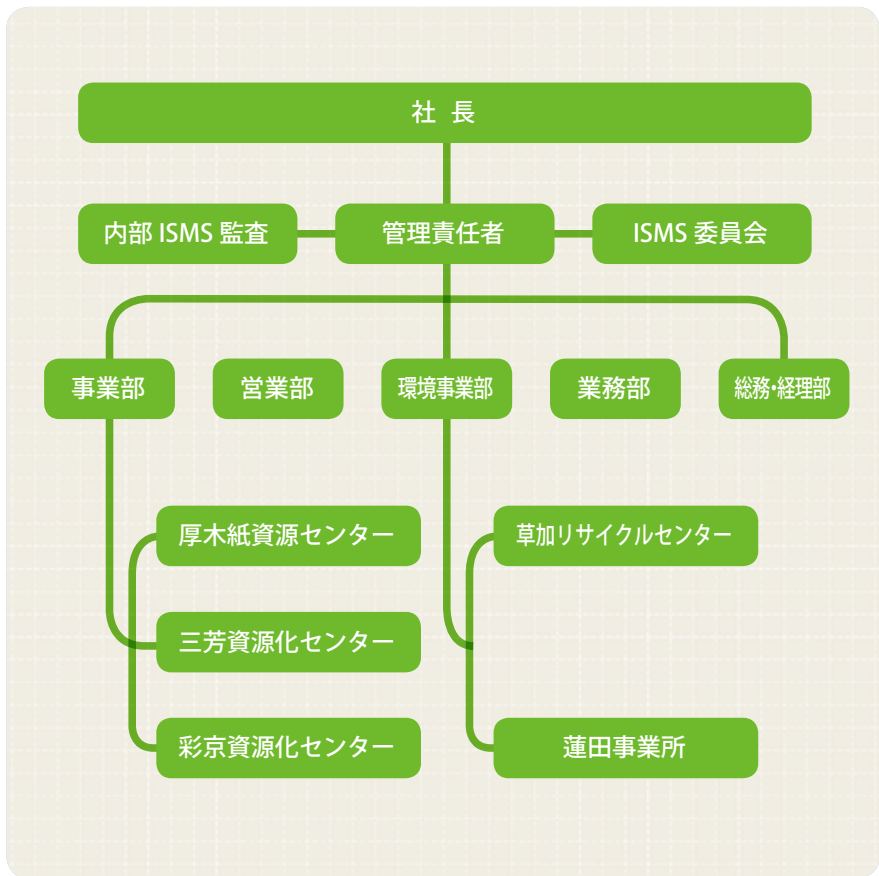 社 長
内部 ISMS 監査
管理責任者
ISMS 委員会
事業部
営業部
環境事業部
業務部
総務・経理部
厚木紙資源センター
草加リサイクルセンター
三芳資源化センター
彩京資源化センター
蓮田事業所